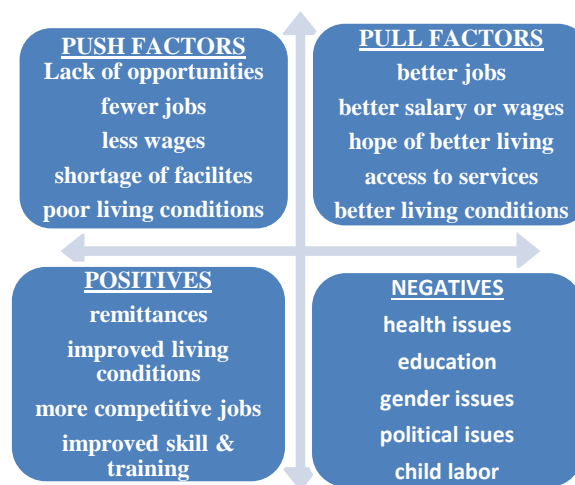 PUSH FACTORS
Lack of opportunities
fewer jobs
less wages
shortage of facilites
poor living conditions
PULL FACTORS
better jobs
better salary or wages
hope of better living
access to services
better living conditions
POSITIVES
remittances
improved living
conditions
more competitive jobs
improved skill &
training
NEGATIVES
health issues
education
gender issues
political isues
child labor